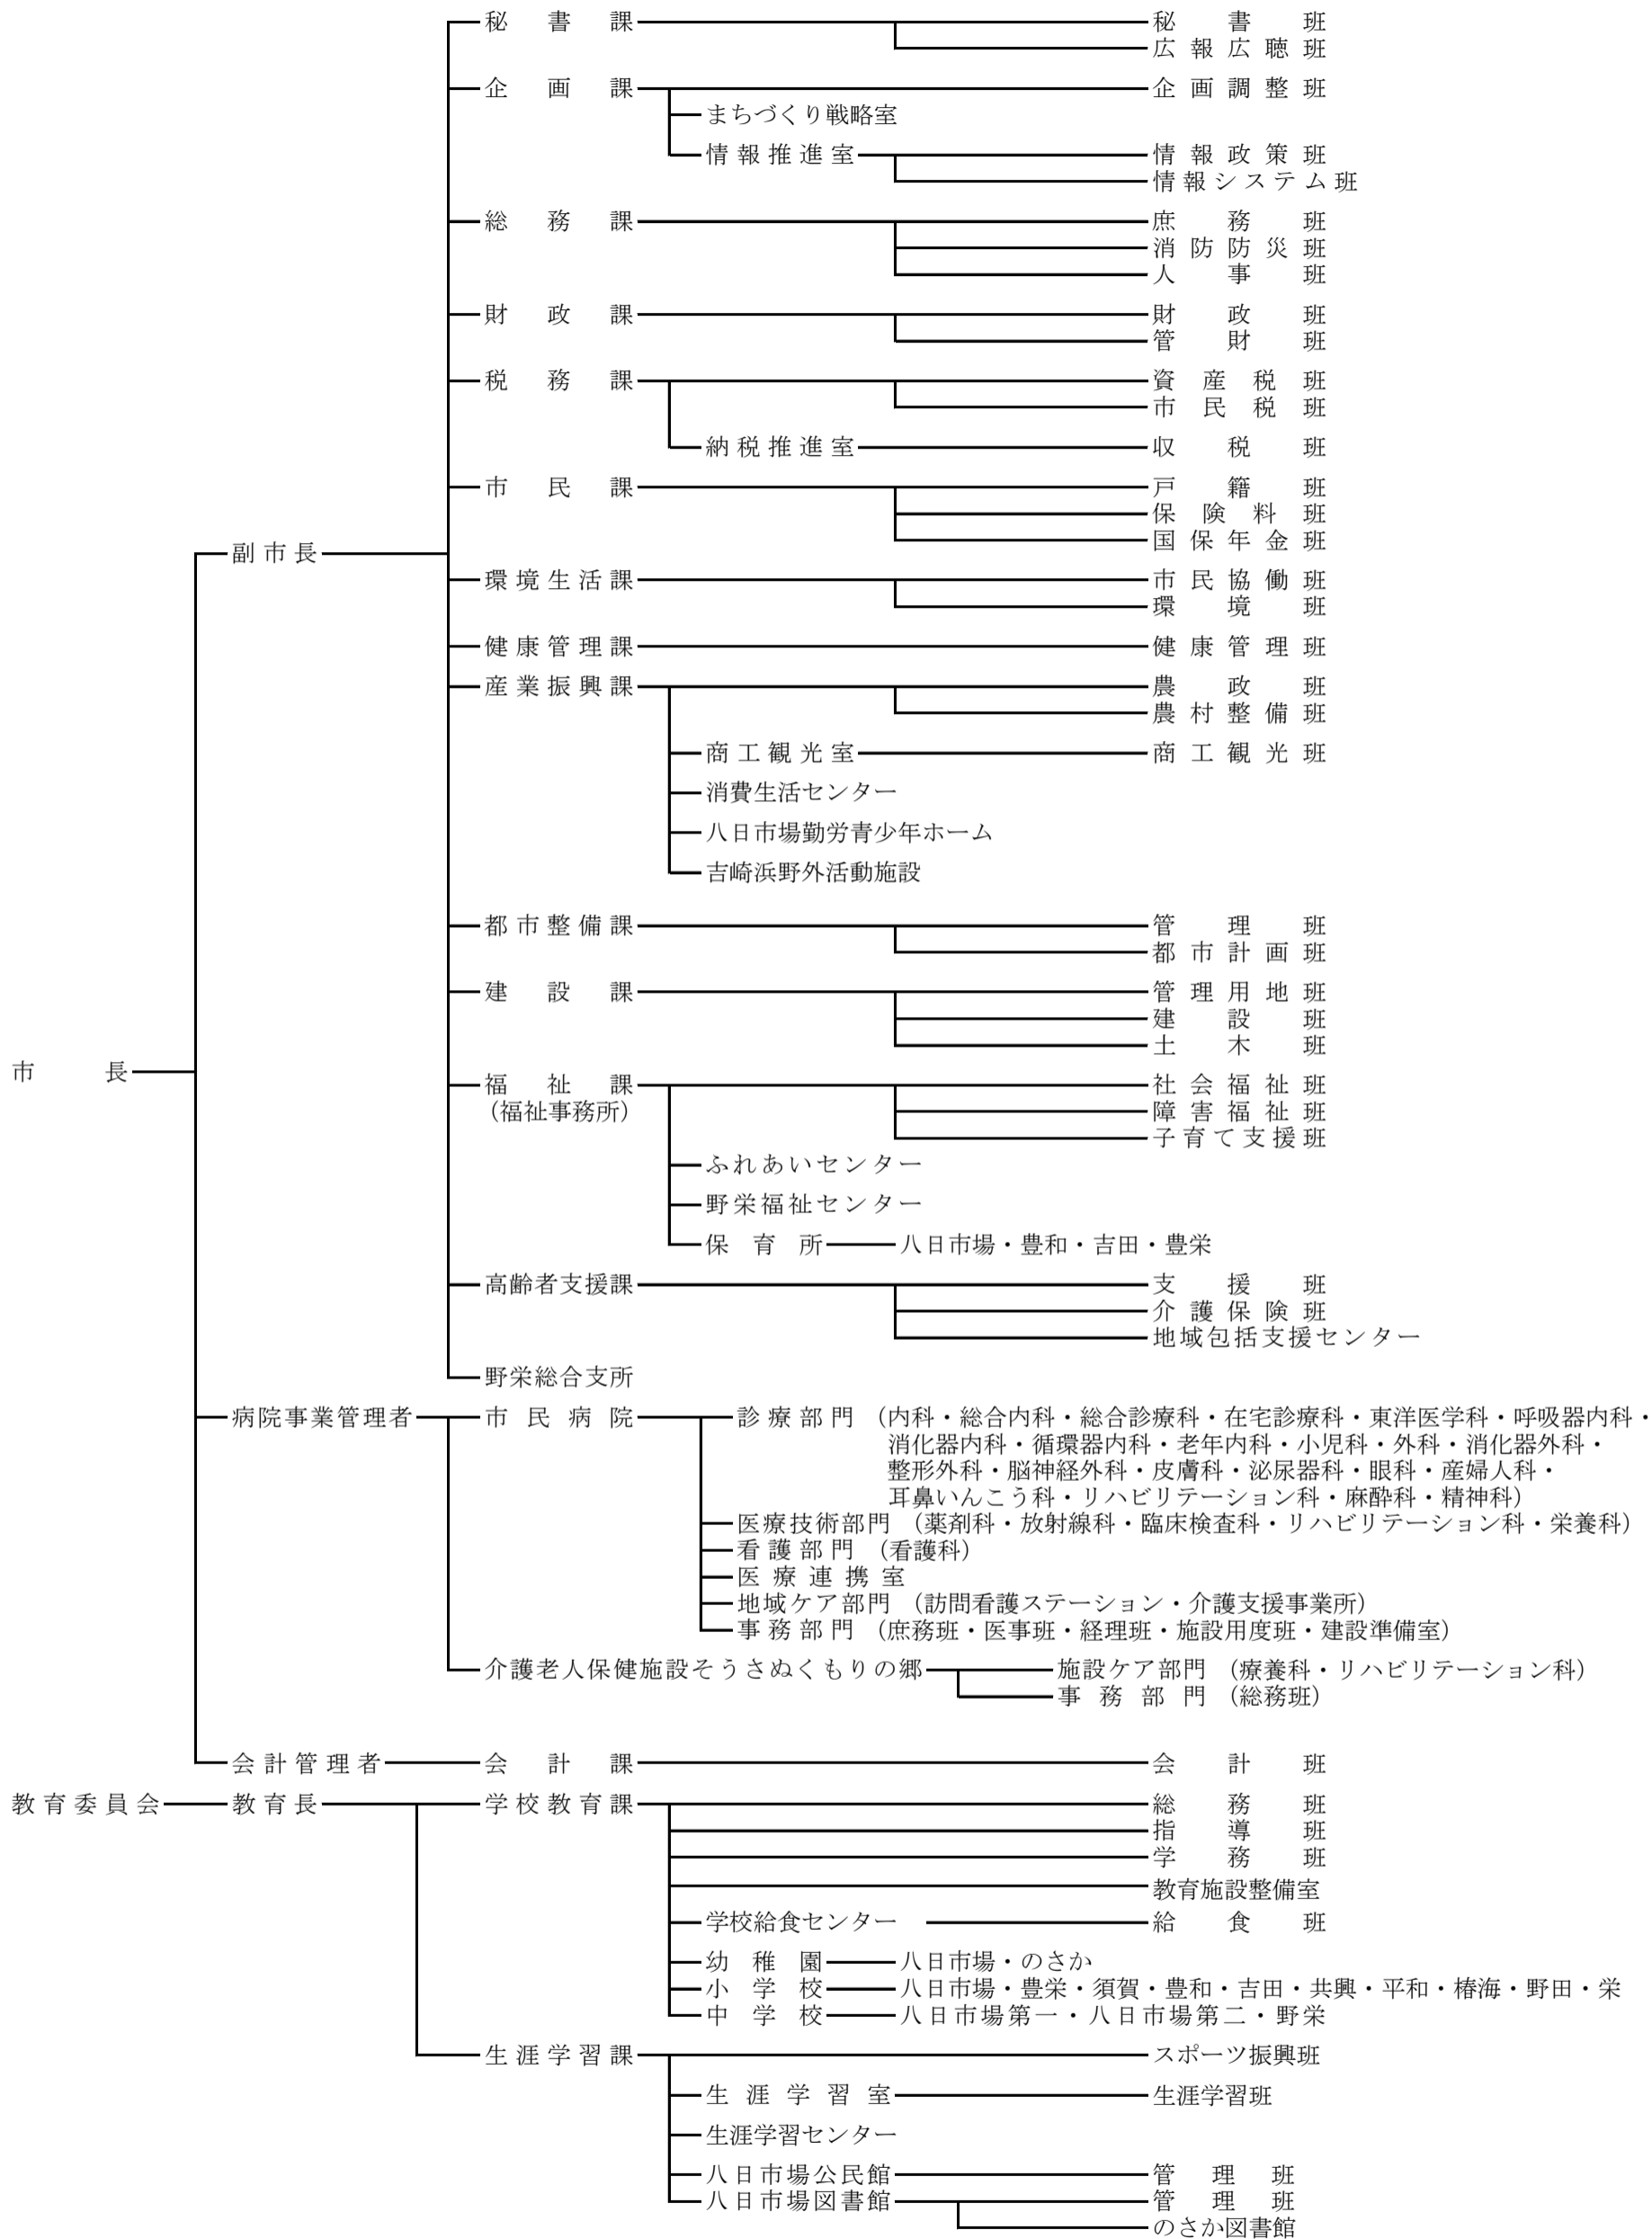 秘書課 秘書班
広報広聴班
企画課 企画調整班
まちづくり戦略室
情報推進室 情報政策班
情報システム班
総務課 庶務班
消防防災班
人事班
財政課 財政班
管財班
税務課 資産税班
市民税班
納税推進室 収税班
市民課 戸籍班
保険料班
国保年金班
副市長
環境生活課 市民協働班
環境班
健康管理課 健康管理班
産業振興課 農政班
農村整備班
商工観光室 商工観光班
消費生活センター
八日市場勤労青少年ホーム
吉崎浜野外活動施設
都市整備課 管理班
都市計画班
建設課 管理用地班
建設班
土木班
市長
福祉課 社会福祉班
（福祉事務所） 障害福祉班
子育て支援班
ふれあいセンター
野栄福祉センター
保育所 八日市場・豊和・吉田・豊栄
高齢者支援課 支援班
介護保険班
地域包括支援センター
野栄総合支所
病院事業管理者 市民病院 診療部門 （内科・総合内科・総合診療科・在宅診療科・東洋医学科・呼吸器内科・
消化器内科・循環器内科・老年内科・小児科・外科・消化器外科・
整形外科・脳神経外科・皮膚科・泌尿器科・眼科・産婦人科・
耳鼻いんこう科・リハビリテーション科・麻酔科・精神科）
医療技術部門 （薬剤科・放射線科・臨床検査科・リハビリテーション科・栄養科）
看護部門 （看護科）
医療連携室
地域ケア部門 （訪問看護ステーション・介護支援事業所）
事務部門 （庶務班・医事班・経理班・施設用度班・建設準備室）
介護老人保健施設そうさぬくもりの郷 施設ケア部門 （療養科・リハビリテーション科）
事務部門 （総務班）
会計管理者 会計課 会計班
教育委員会 教育長 学校教育課 総務班
指導班
学務班
教育施設整備室
学校給食センター 給食班
幼稚園 八日市場・のさか
小学校 八日市場・豊栄・須賀・豊和・吉田・共興・平和・椿海・野田・栄
中学校 八日市場第一・八日市場第二・野栄
生涯学習課 スポーツ振興班
生涯学習室 生涯学習班
生涯学習センター
八日市場公民館 管理班
八日市場図書館 管理班
のさか図書館